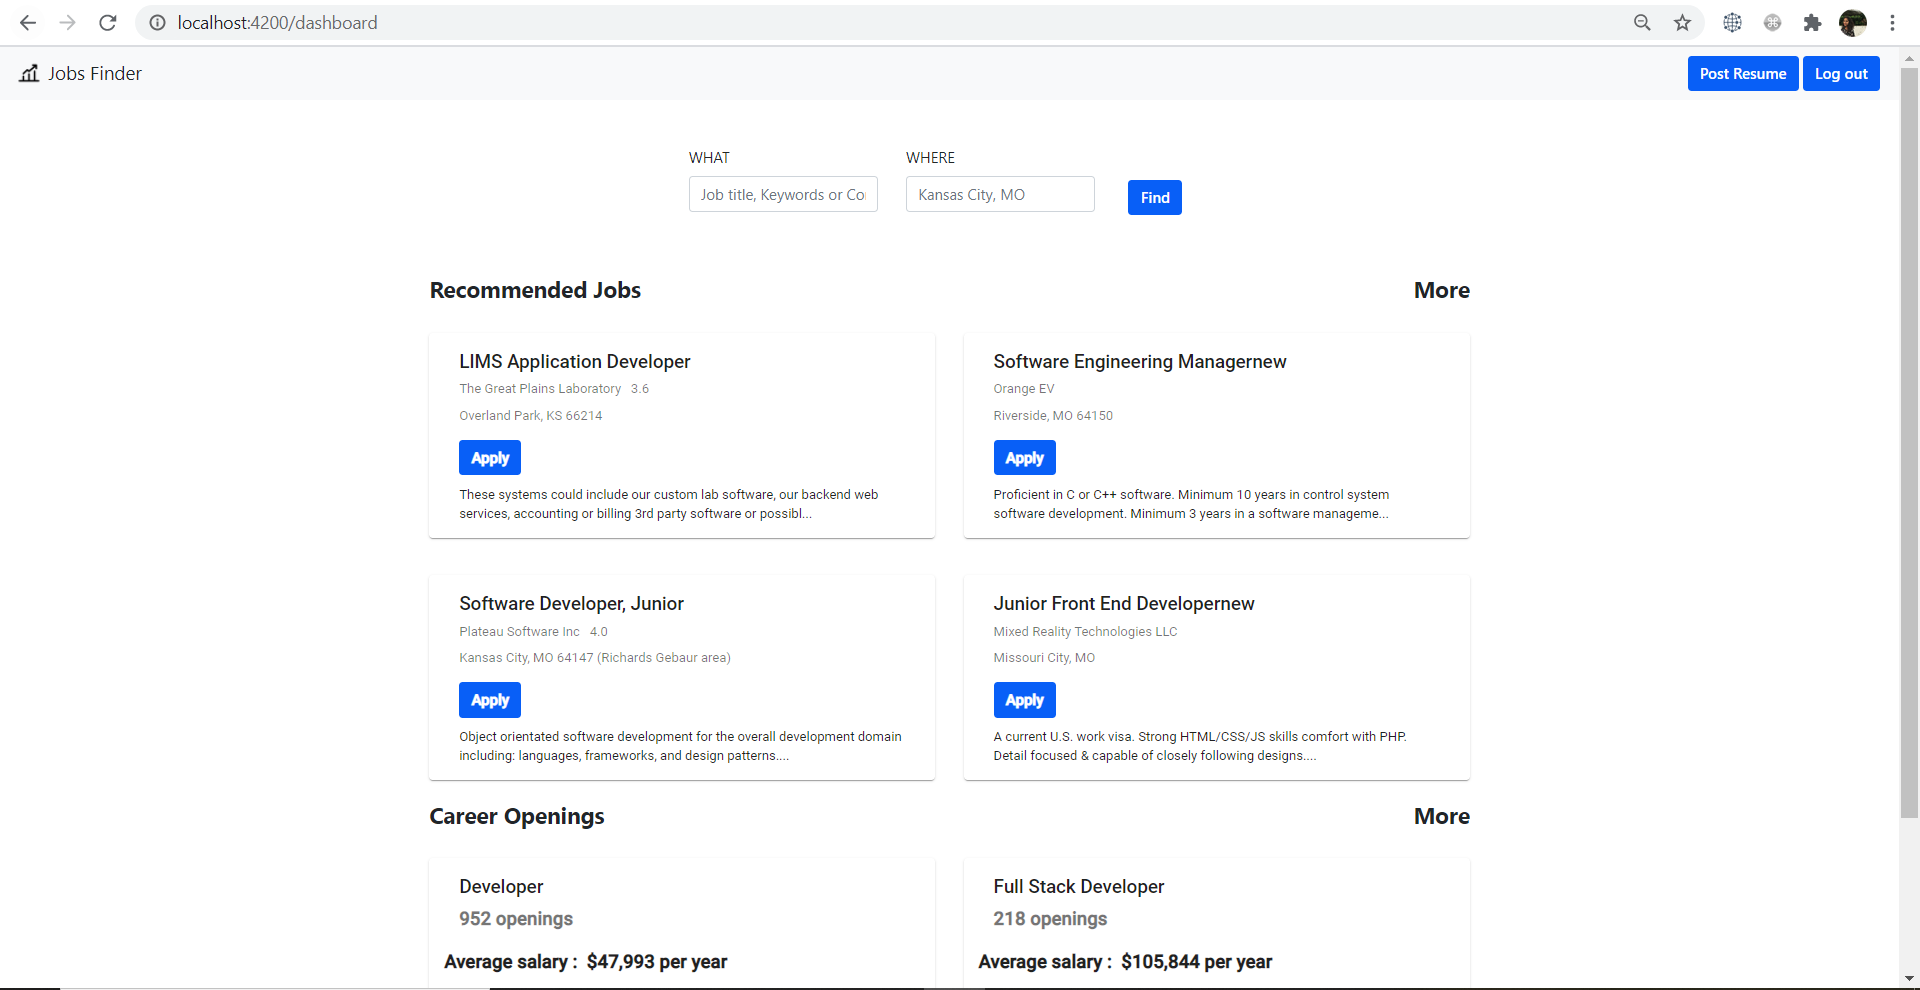 localhost:4200/dashboard
Jobs Finder
Post Resume
Log out
WHAT
WHERE
Job title, Keywords or Co
Kansas City, MO
Find
Recommended Jobs
More
LIMS Application Developer
The Great Plains Laboratory 3.6
Overland Park, KS 66214
Apply
These systems could include our custom lab software, our backend web
services, accounting or billing 3rd party software or possibl...
Software Engineering Managernew
Orange EV
Riverside, MO 64150
Apply
Proficient in C or C++ software. Minimum 10 years in control system
software development. Minimum 3 years in a software manageme...
Software Developer, Junior
Plateau Software Inc 4.0
Kansas City, MO 64147 (Richards Gebaur area)
Apply
Object orientated software development for the overall development domain
including: languages, frameworks, and design patterns....
Junior Front End Developernew
Mixed Reality Technologies LLC
Missouri City, MO
Apply
A current U.S. work visa. Strong HTML/CSS/JS skills comfort with PHP.
Detail focused & capable of closely following designs....
Career Openings
More
Developer
952 openings
Average salary : $47,993 per year
Full Stack Developer
218 openings
Average salary : $105,844 per year